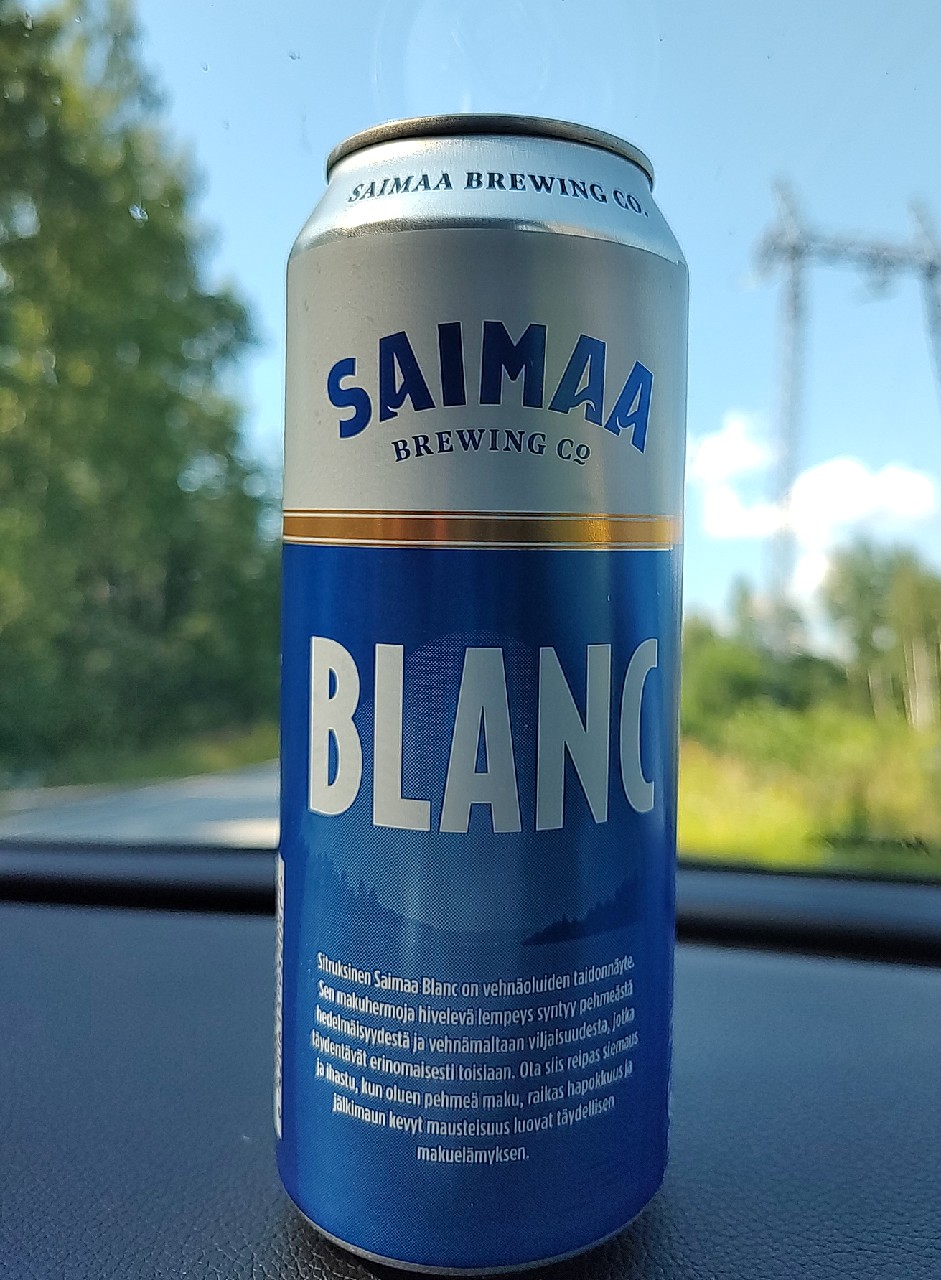 SAIMAA BREWING CO.
SAIMAA
BREWING Co
BLANC
Sitruksinen Saimaa Blanc on vehnäoluiden taidonnäyte.
Sen makuhermoja hivelevä lempeys syntyy pehmeästä
hedelmäisyydestä ja vehnämaltaan viljaisuudesta, jotka
täydentävät erinomaisesti toisiaan. Ota siis reipas siemaus
ja ihastu, kun oluen pehmeä maku, raikas hapokkuus ja
jälkimaun kevyt mausteisuus luovat täydellisen
makuelämyksen.